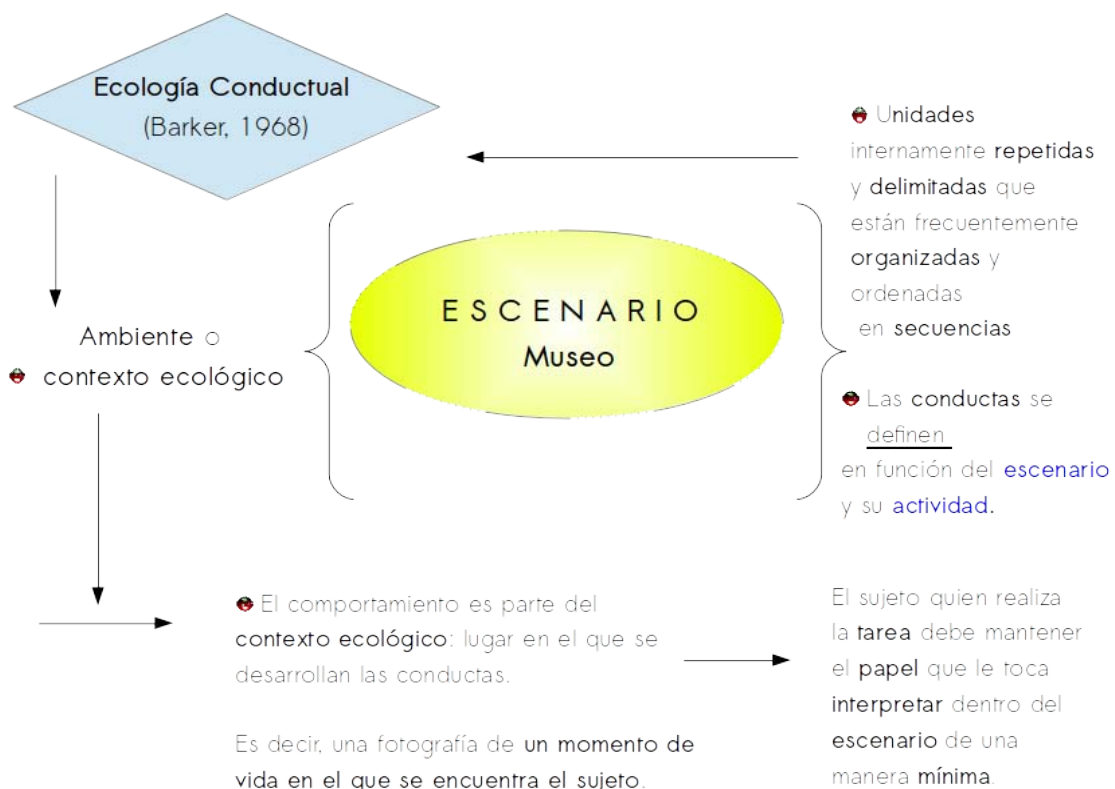 Ecología Conductual
(Barker, 1968)
Unidades
internamente repetidas
y delimitadas que
están frecuentemente
organizadas y
ordenadas
en secuencias
ESCENARIO
Museo
Ambiente o
contexto ecológico
Las conductas se
definen
en función del escenario
y su actividad.
El comportamiento es parte del
contexto ecológico: lugar en el que se
desarrollan las conductas.
Es decir, una fotografía de un momento de
vida en el que se encuentra el sujeto.
El sujeto quien realiza
la tarea debe mantener
el papel que le toca
interpretar dentro del
escenario de una
manera mínima.